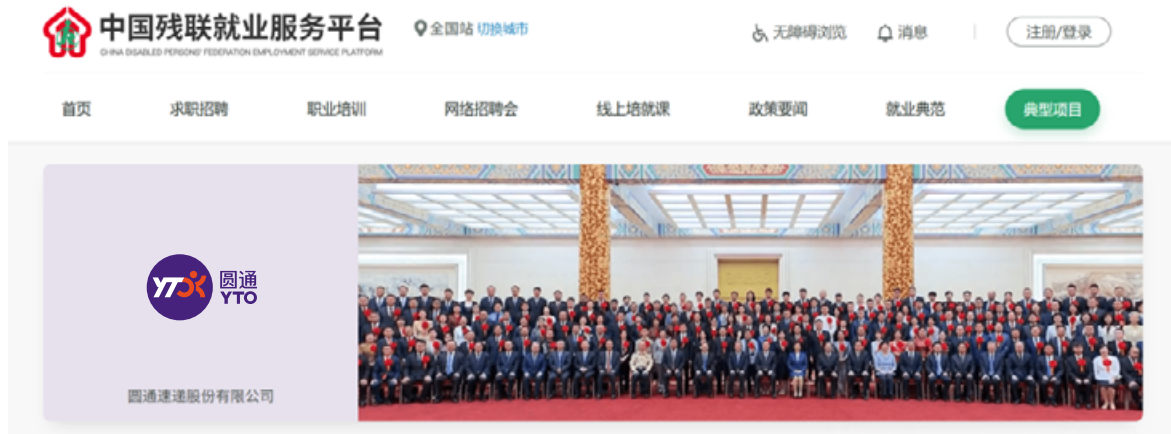 中国残联就业服务平台
CHINA DISABLED PERSONS' FEDERATION EMPLOYMENT SERVICE PLATFORM
全国站 切换城市
无障碍浏览 消息 注册/登录
首页 求职招聘 职业培训 网络招聘会 线上培就课 政策要闻 就业典范 典型项目
圆通
YTO
圆通速递股份有限公司